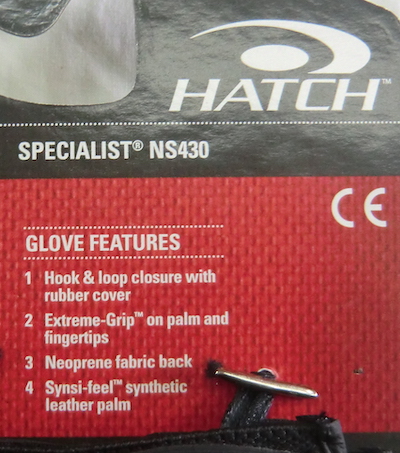 HATCH™
SPECIALIST® NS430
CE
GLOVE FEATURES
1 Hook & loop closure with
rubber cover
2 Extreme-Grip™ on palm and
fingertips
3 Neoprene fabric back
4 Synsi-feel™ synthetic
leather palm